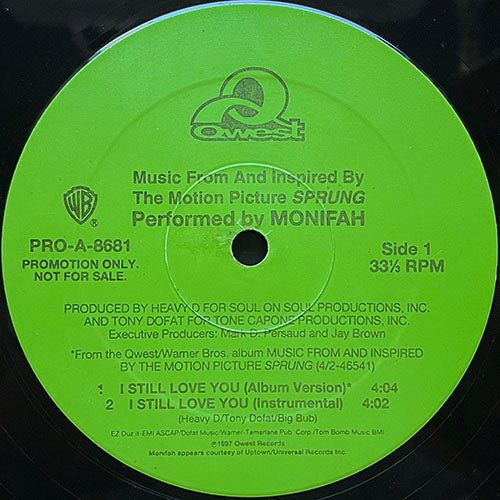 Qwest
Music From And Inspired By
The Motion Picture SPRUNG
Performed by MONIFAH
WB
®
PRO-A-8681
PROMOTION ONLY.
NOT FOR SALE.
Side 1
33⅓ RPM
PRODUCED BY HEAVY D FOR SOUL ON SOUL PRODUCTIONS, INC.
AND TONY DOFAT FOR TONE CAPONE PRODUCTIONS, INC.
Executive Producers: Mark D. Persaud and Jay Brown
*From the Qwest/Warner Bros. album MUSIC FROM AND INSPIRED
BY THE MOTION PICTURE SPRUNG (4/2-46541)
1 I STILL LOVE YOU (Album Version)* 4:04
2 I STILL LOVE YOU (Instrumental) 4:02
(Heavy D/Tony Dofat/Big Bub)
EZ Duz It-EMI ASCAP/Dofat Music/Warner-Tamerlane Pub. Corp./Tom Bomb Music BMI
℗1997 Qwest Records
Monifah appears courtesy of Uptown/Universal Records Inc.